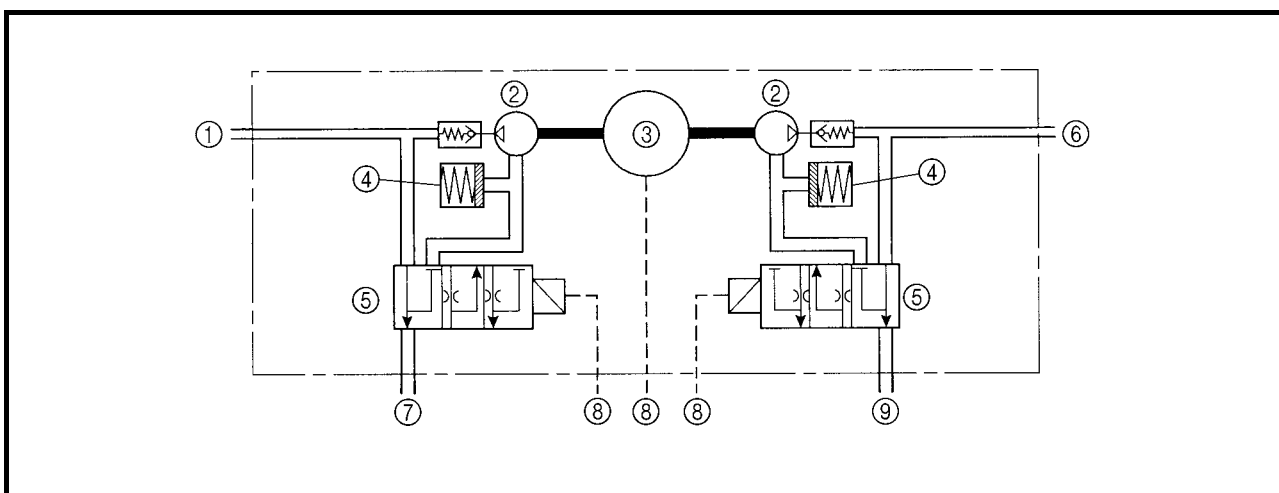 ② ②
① ③ ⑥
④ ④
⑤ ⑤
⑦ ⑧ ⑧ ⑧ ⑨